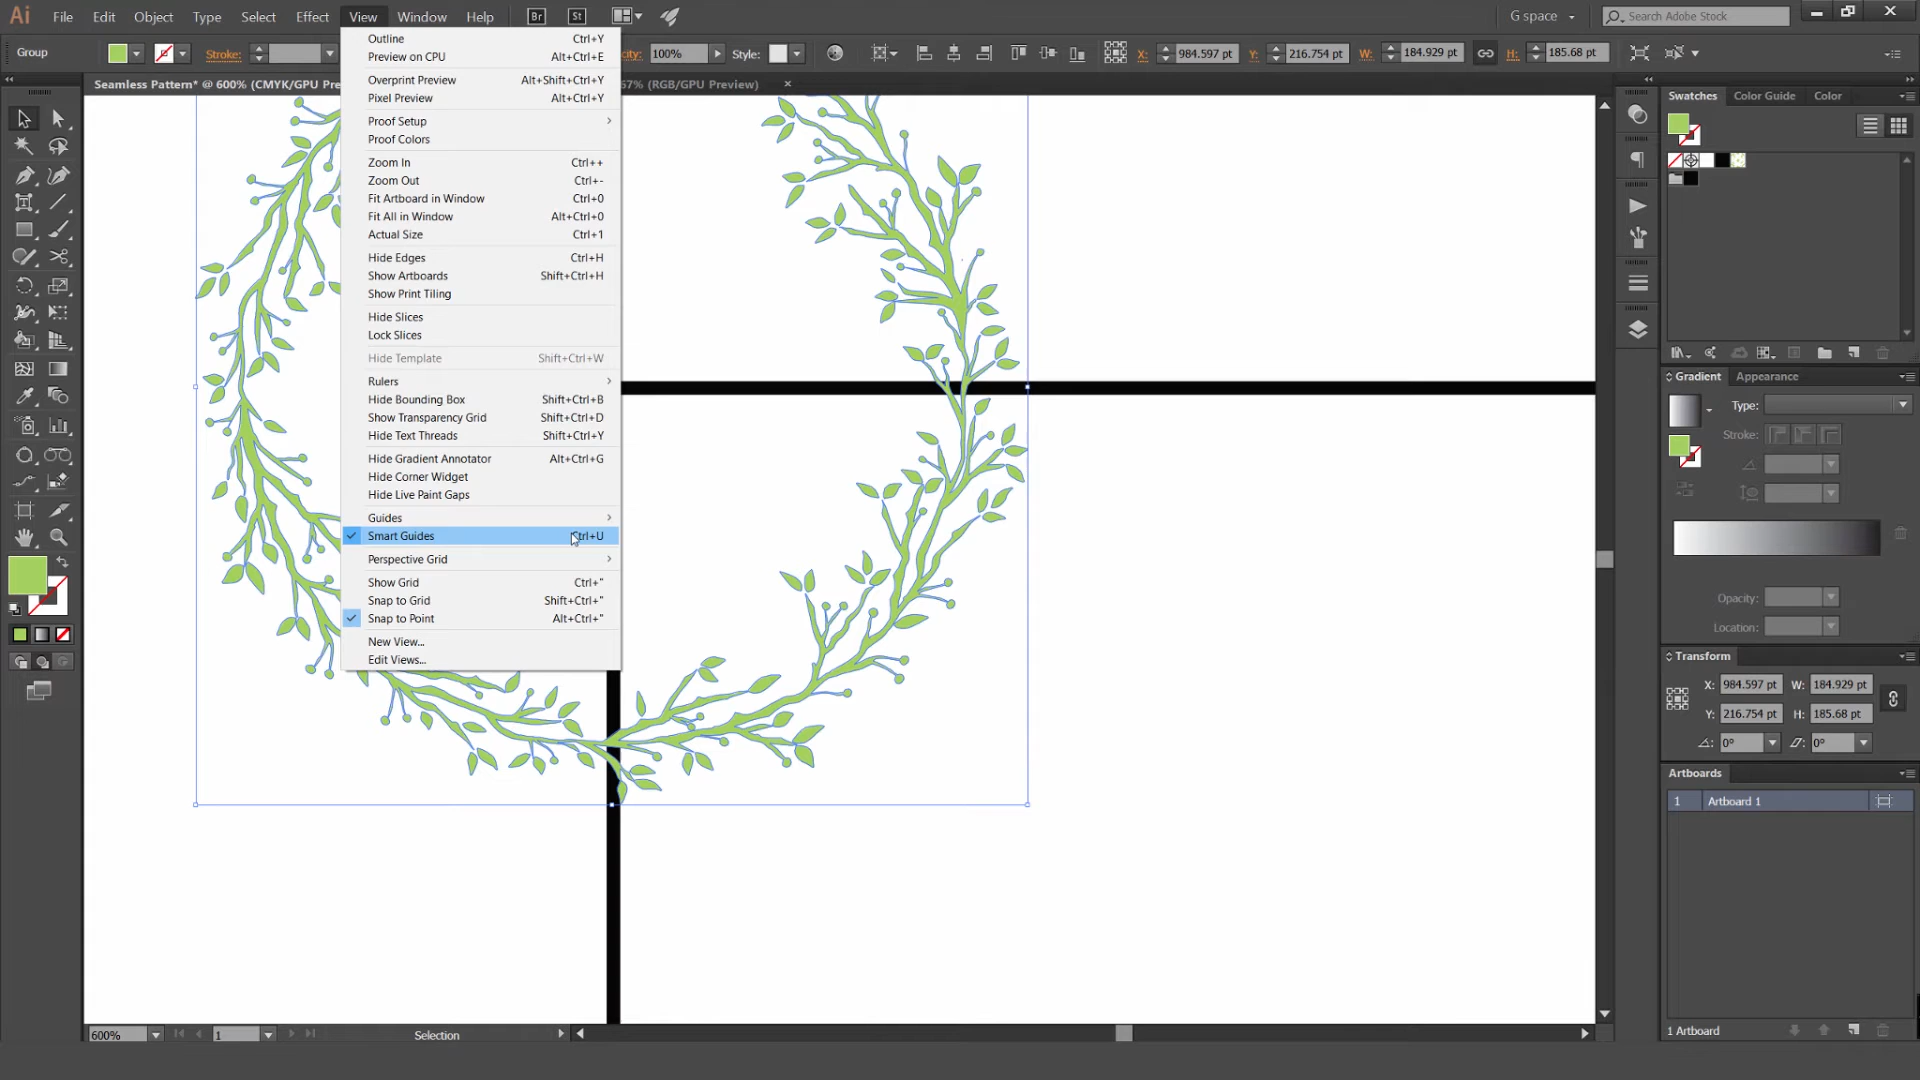 Ai File Edit Object Type Select Effect View Window Help Br St G space Search Adobe Stock
Group Stroke: 100% Style: X: 984.597 pt Y: 216.754 pt W: 184.929 pt H: 185.68 pt
Seamless Pattern* @ 600% (CMYK/GPU Pre 67% (RGB/GPU Preview)
Outline Ctrl+Y
Preview on CPU Alt+Ctrl+E
Overprint Preview Alt+Shift+Ctrl+Y
Pixel Preview Alt+Ctrl+Y
Proof Setup
Proof Colors
Zoom In Ctrl++
Zoom Out Ctrl+-
Fit Artboard in Window Ctrl+0
Fit All in Window Alt+Ctrl+0
Actual Size Ctrl+1
Hide Edges Ctrl+H
Show Artboards Shift+Ctrl+H
Show Print Tiling
Hide Slices
Lock Slices
Hide Template Shift+Ctrl+W
Rulers
Hide Bounding Box Shift+Ctrl+B
Show Transparency Grid Shift+Ctrl+D
Hide Text Threads Shift+Ctrl+Y
Hide Gradient Annotator Alt+Ctrl+G
Hide Corner Widget
Hide Live Paint Gaps
Guides
Smart Guides Ctrl+U
Perspective Grid
Show Grid Ctrl+"
Snap to Grid Shift+Ctrl+"
Snap to Point Alt+Ctrl+"
New View...
Edit Views...
Swatches Color Guide Color
Gradient Appearance
Type:
Stroke:
Opacity:
Location:
Transform
X: 984.597 pt W: 184.929 pt
Y: 216.754 pt H: 185.68 pt
0° 0°
Artboards
1 Artboard 1
1 Artboard
600% 1 Selection